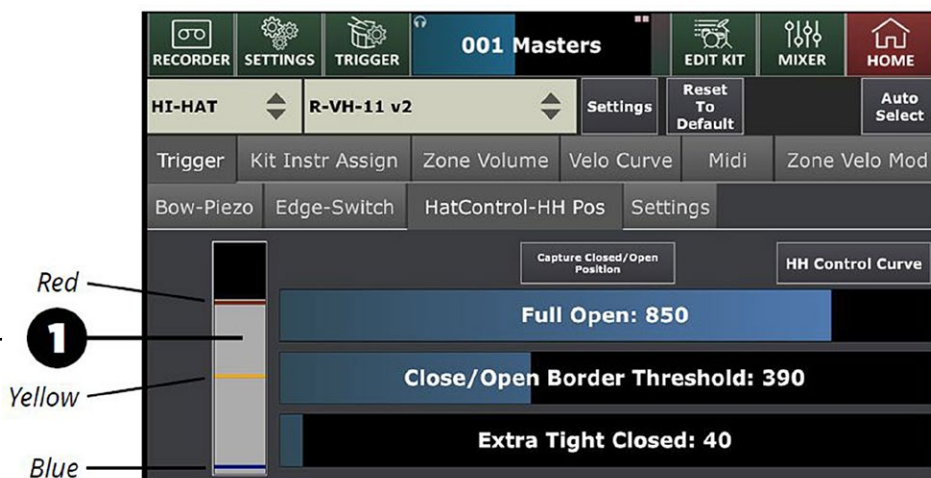 RECORDER SETTINGS TRIGGER 001 Masters EDIT KIT MIXER HOME
HI-HAT R-VH-11 v2 Settings Reset To Default Auto Select
Trigger Kit Instr Assign Zone Volume Velo Curve Midi Zone Velo Mod
Bow-Piezo Edge-Switch HatControl-HH Pos Settings
Capture Closed/Open
Position
HH Control Curve
Red
Full Open: 850
1
Close/Open Border Threshold: 390
Yellow
Extra Tight Closed: 40
Blue